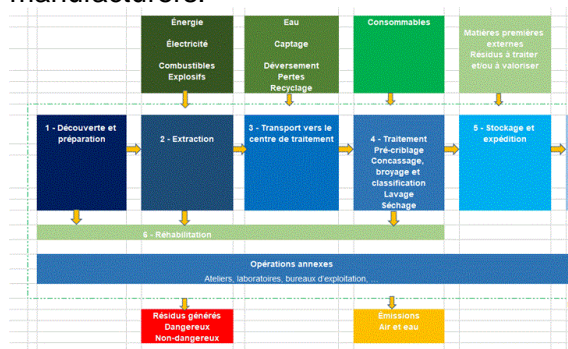 manufacturers.
Énergie
Électricité
Combustibles
Explosifs
Eau
Captage
Déversement
Pertes
Recyclage
Consommables
Matières premières
externes
Résidus à traiter
et/ou à valoriser
1 - Découverte et
préparation
2 - Extraction
3 - Transport vers le
centre de traitement
4 - Traitement
Pré-criblage
Concassage,
broyage et
classification
Lavage
Séchage
5 - Stockage et
expédition
6 - Réhabilitation
Opérations annexes
Ateliers, laboratoires, bureaux d'exploitation, ...
Résidus générés
Dangereux
Non-dangereux
Émissions
Air et eau